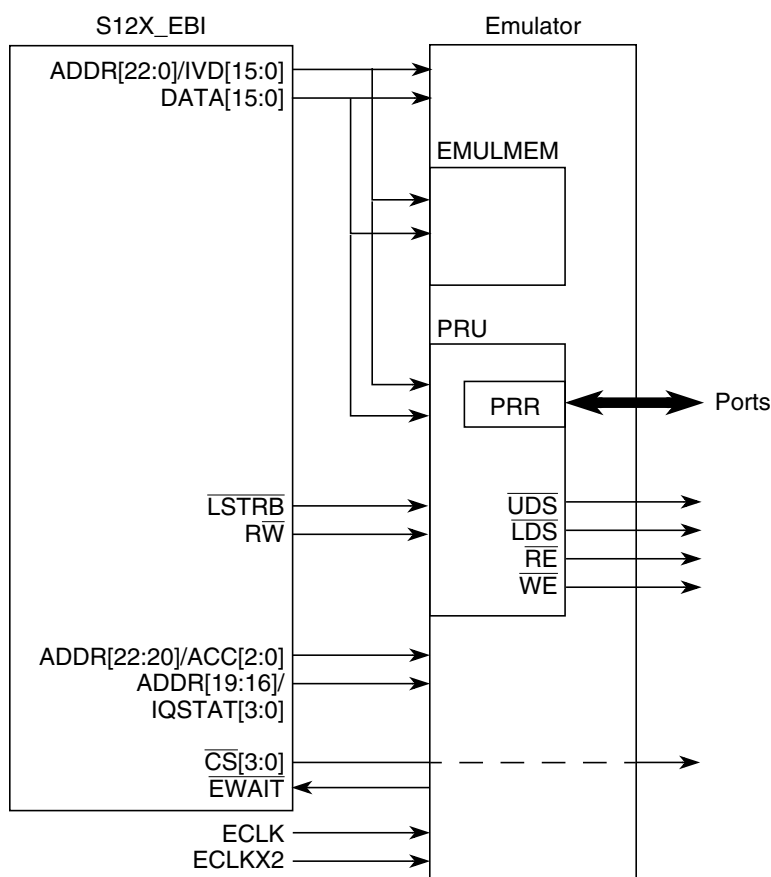 S12X_EBI
Emulator
ADDR[22:0]/IVD[15:0]
DATA[15:0]
EMULMEM
PRU
PRR
Ports
LSTRB
RW
UDS
LDS
RE
WE
ADDR[22:20]/ACC[2:0]
ADDR[19:16]/
IQSTAT[3:0]
CS[3:0]
EWAIT
ECLK
ECLKX2